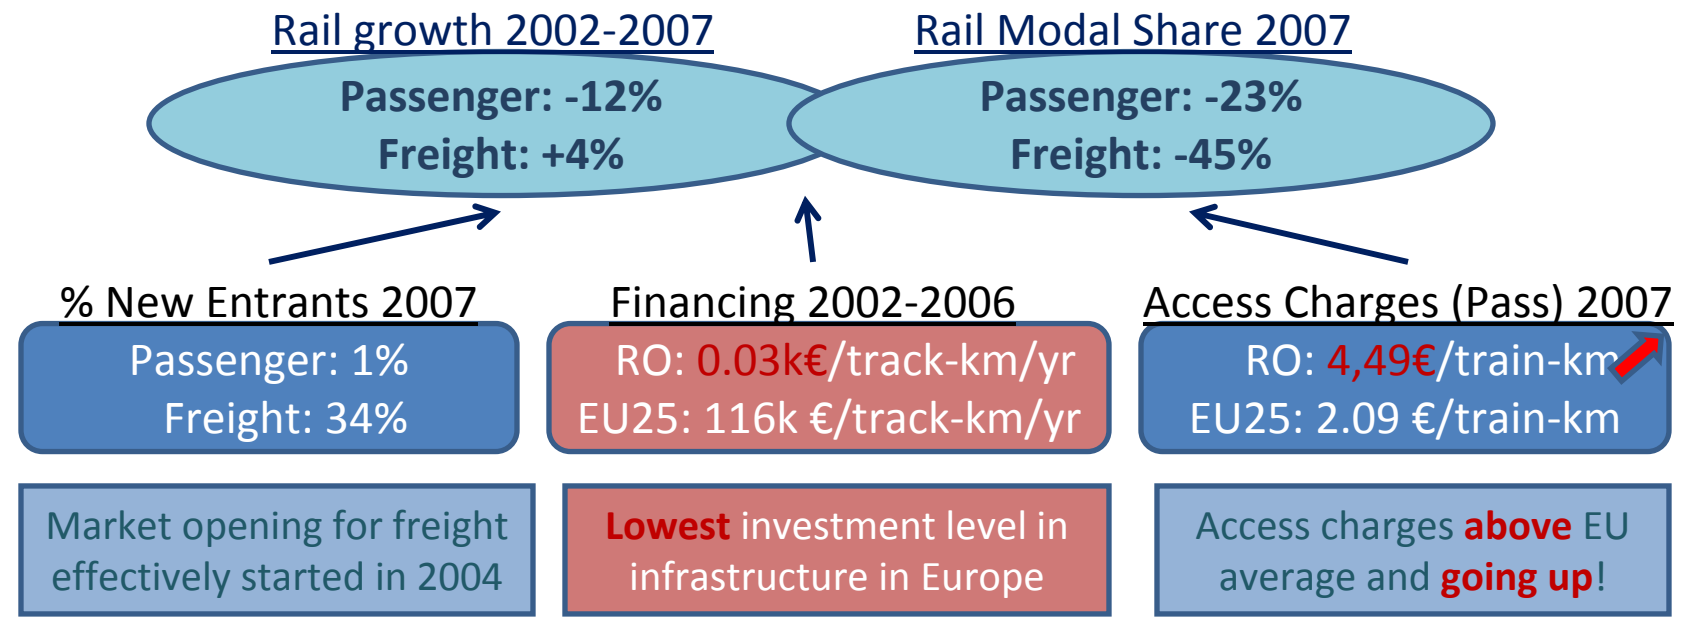 Rail growth 2002-2007
Passenger: -12%
Freight: +4%
Rail Modal Share 2007
Passenger: -23%
Freight: -45%
% New Entrants 2007
Passenger: 1%
Freight: 34%
Market opening for freight
effectively started in 2004
Financing 2002-2006
RO: 0.03k€/track-km/yr
EU25: 116k €/track-km/yr
Lowest investment level in
infrastructure in Europe
Access Charges (Pass) 2007
RO: 4,49€/train-km
EU25: 2.09 €/train-km
Access charges above EU
average and going up!